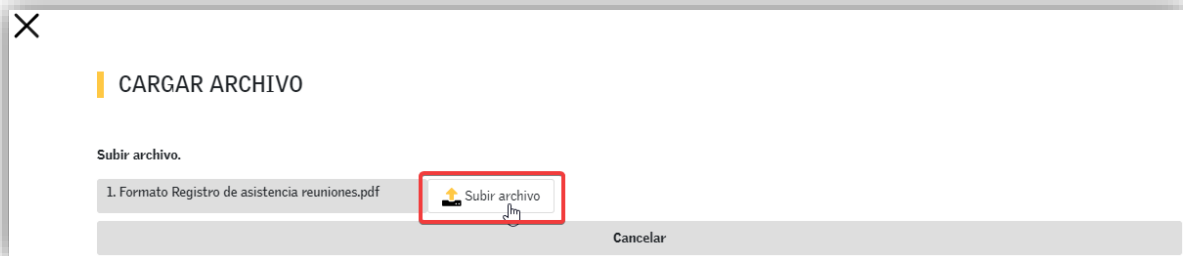 CARGAR ARCHIVO
Subir archivo.
1. Formato Registro de asistencia reuniones.pdf
Subir archivo
Cancelar